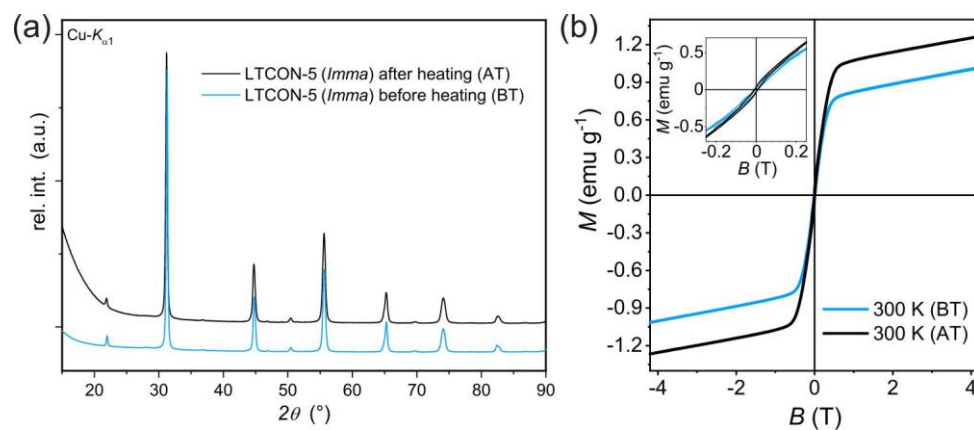 (a)
Cu-Kα1
LTCON-5 (Imma) after heating (AT)
LTCON-5 (Imma) before heating (BT)
rel. int. (a.u.)
20 30 40 50 60 70 80 90
2θ (°)
(b)
1.2
0.9
0.6
0.3
0.0
-0.3
-0.6
-0.9
-1.2
M (emu g⁻¹)
0.5
0
-0.5
M (emu g⁻¹)
-0.2 0 0.2
B (T)
300 K (BT)
300 K (AT)
-4 -2 0 2 4
B (T)